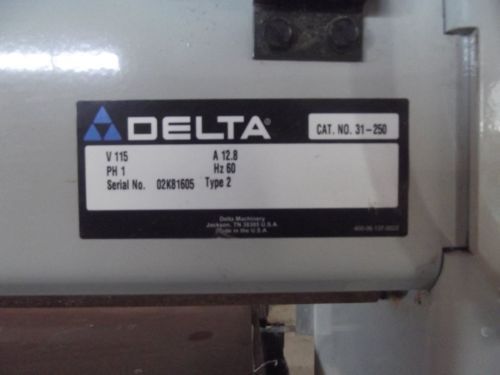 DELTA®
CAT. NO. 31-250
V 115 A 12.8
PH 1 Hz 60
Serial No. 02K81605 Type 2
Delta Machinery
Jackson, TN 38305 U.S.A.
Made in the U.S.A.